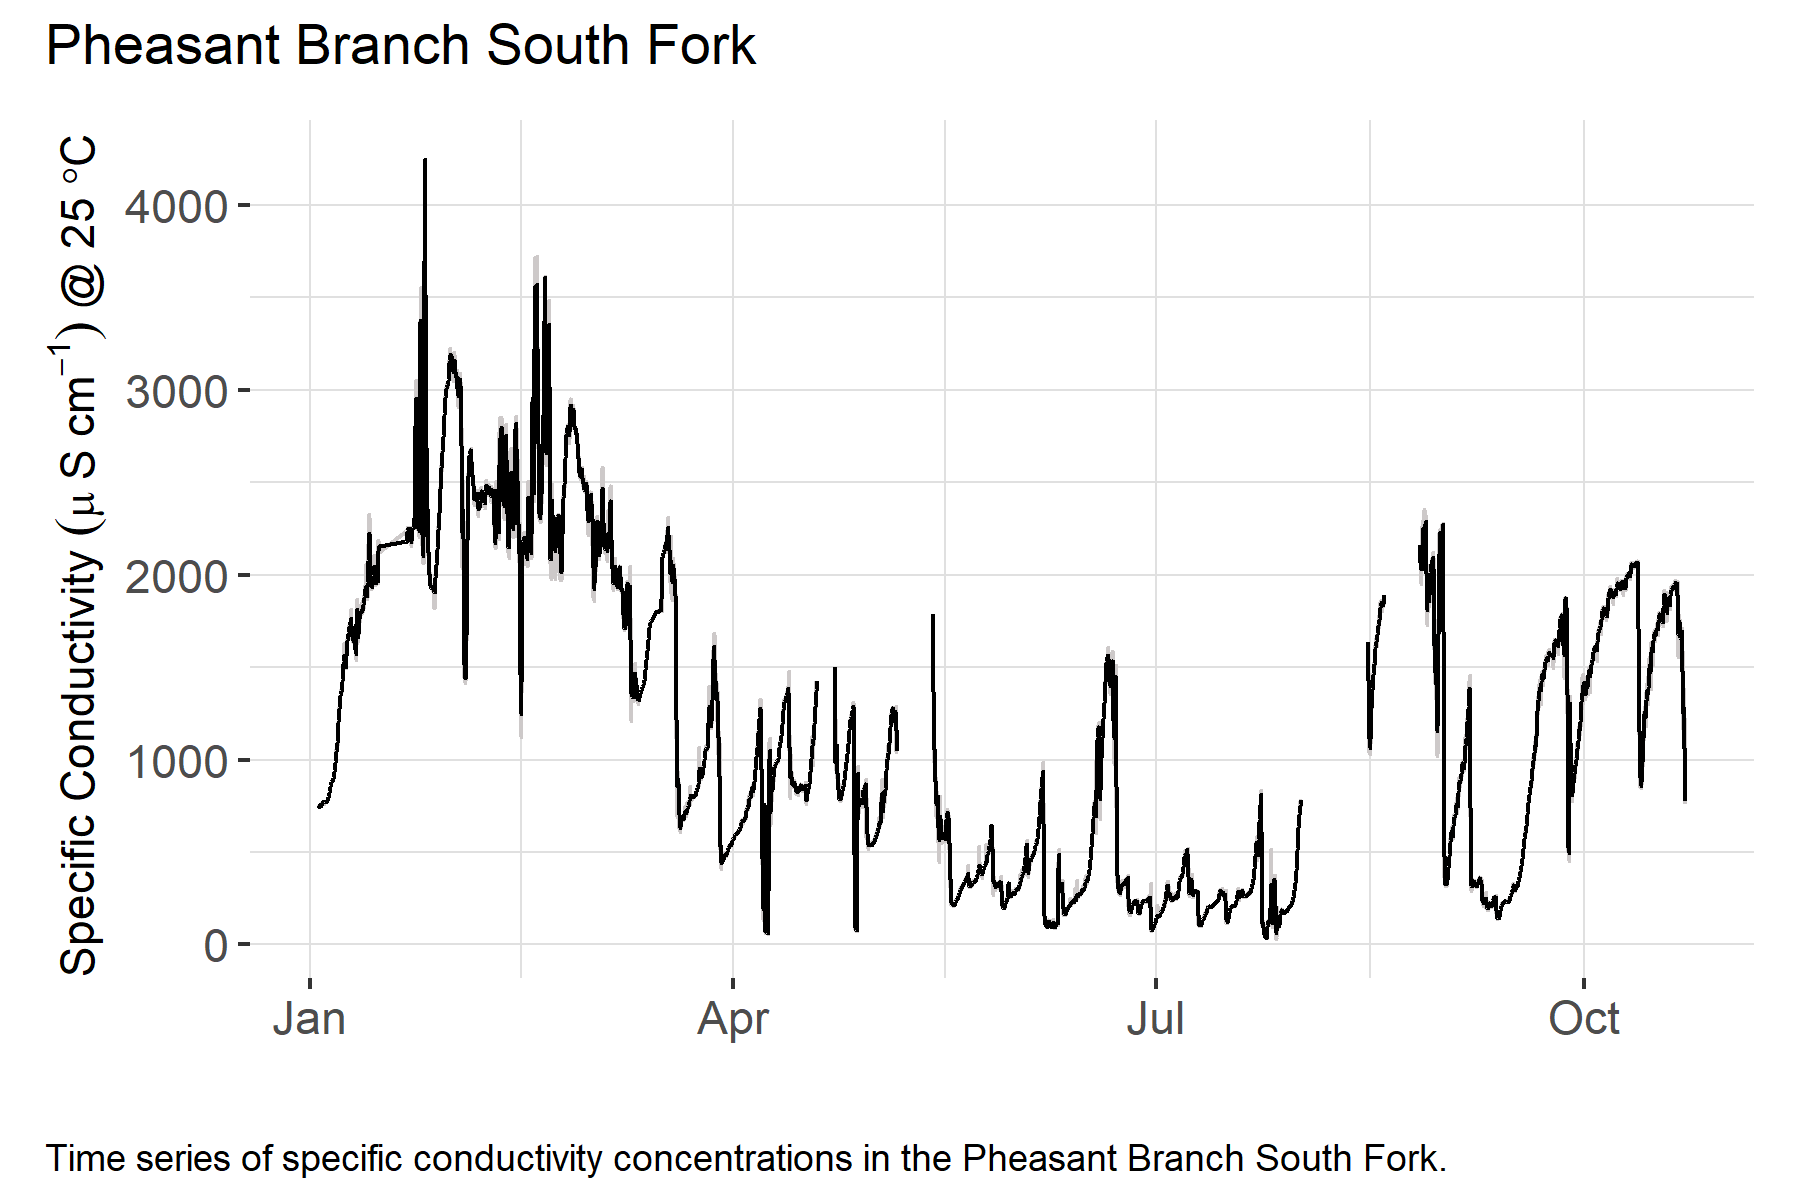 Pheasant Branch South Fork
Specific Conductivity (μ S cm⁻¹) @ 25 °C
4000
3000
2000
1000
0
Jan Apr Jul Oct
Time series of specific conductivity concentrations in the Pheasant Branch South Fork.